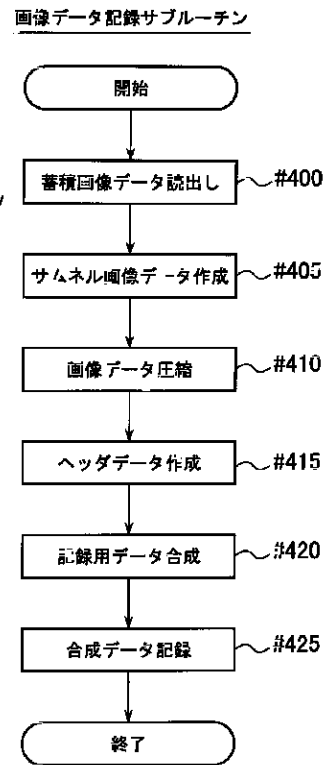 画像データ記録サブルーチン
開始
蓄積画像データ読出し #400
サムネル画像データ作成 #405
画像データ圧縮 #410
ヘッダデータ作成 #415
記録用データ合成 #420
合成データ記録 #425
終了